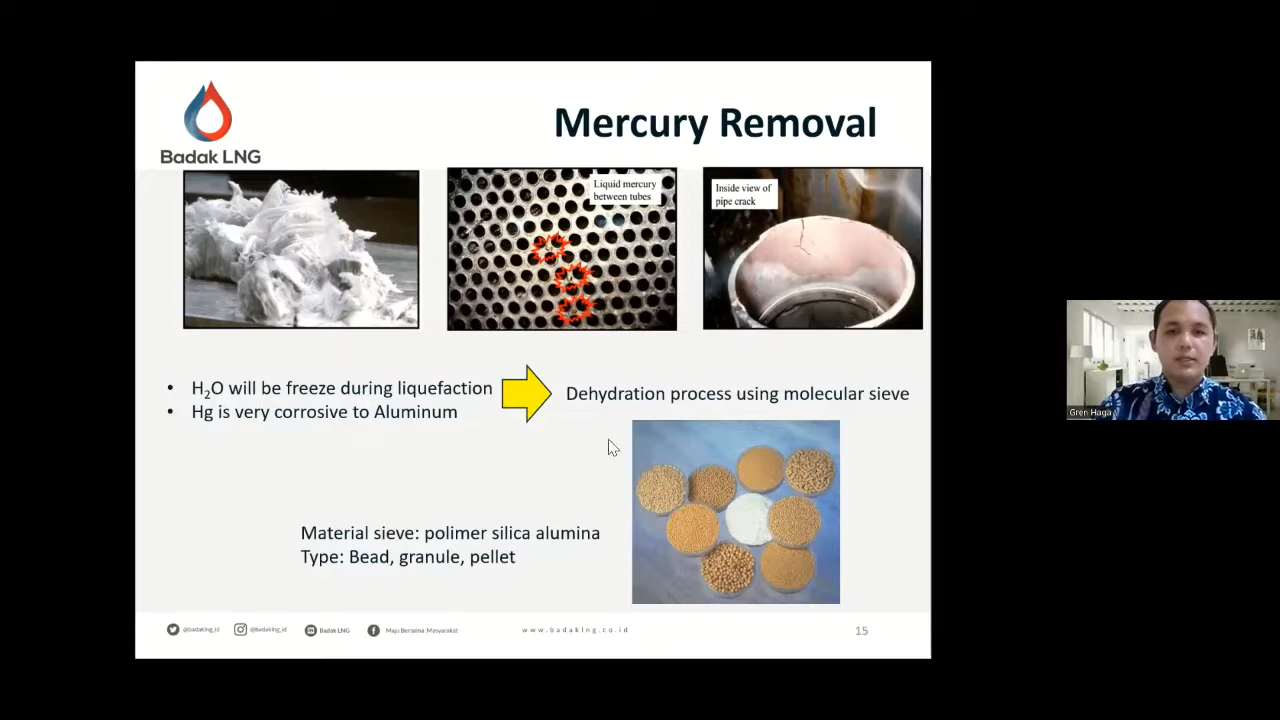 Badak LNG
Mercury Removal
Liquid mercury
between tubes
Inside view of
pipe crack
• H₂O will be freeze during liquefaction
• Hg is very corrosive to Aluminum
Dehydration process using molecular sieve
Material sieve: polimer silica alumina
Type: Bead, granule, pellet
@badaklng_id
@badaklng_id
Badak LNG
Maju Bersama Masyarakat
www.badaklng.co.id
15
Gren Haga